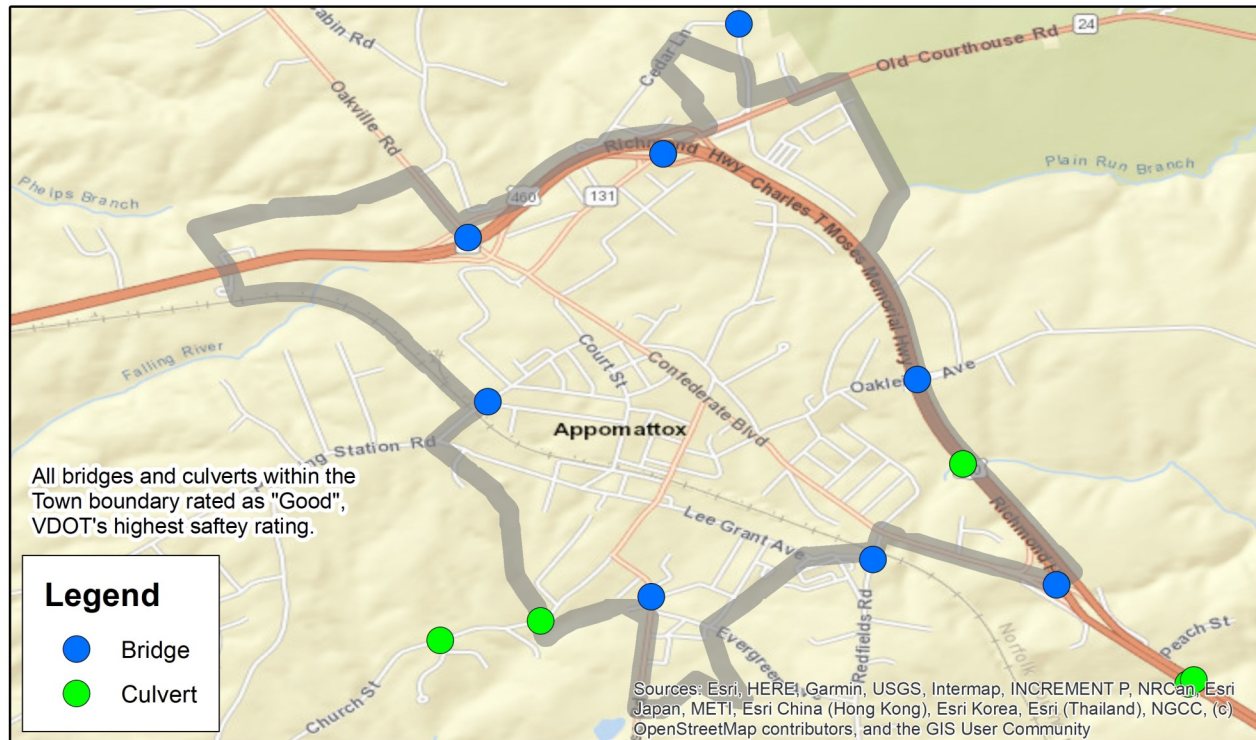 Cabin Rd
Cedar Ln
24
Old Courthouse Rd
Oakville Rd
Richmond Hwy
Charles T Moses Memorial Hwy
Plain Run Branch
Phelps Branch
460
131
Falling River
Court St
Confederate Blvd
Appomattox
Station Rd
Lee Grant Ave
Richmond
Redfields Rd
Evergreen
Norfolk
Peach St
Church St
All bridges and culverts within the
Town boundary rated as "Good",
VDOT's highest saftey rating.
Legend
Bridge
Culvert
Sources: Esri, HERE, Garmin, USGS, Intermap, INCREMENT P, NRCan, Esri
Japan, METI, Esri China (Hong Kong), Esri Korea, Esri (Thailand), NGCC, (c)
OpenStreetMap contributors, and the GIS User Community